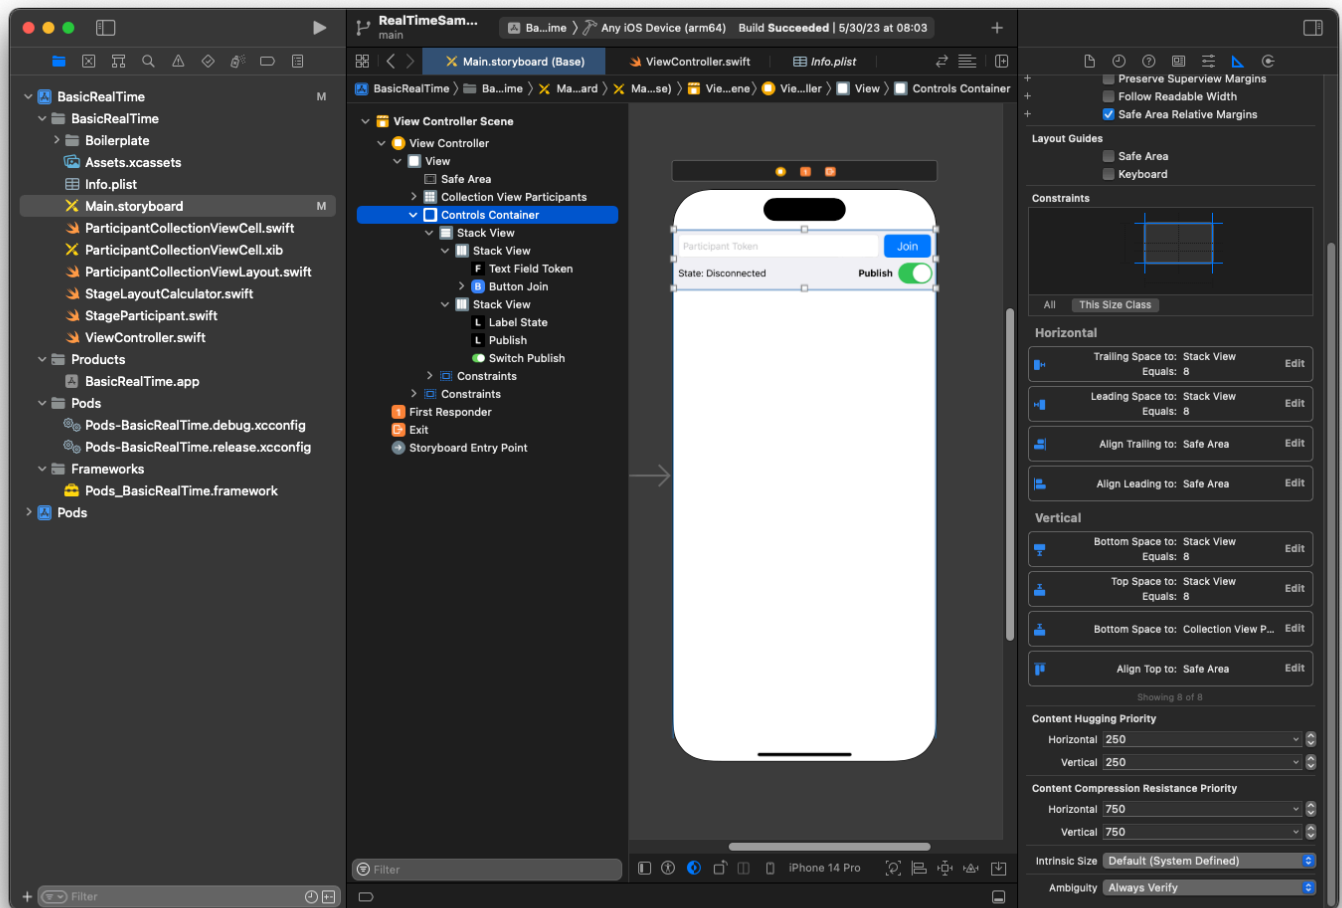 RealTimeSam...
main
Ba...ime
Any iOS Device (arm64)
Build Succeeded | 5/30/23 at 08:03
Main.storyboard (Base)
ViewController.swift
Info.plist
BasicRealTime
Ba...ime
Ma...ard
Ma...se)
Vie...ene)
Vie...ller
View
Controls Container
BasicRealTime M
BasicRealTime
Boilerplate
Assets.xcassets
Info.plist
Main.storyboard M
ParticipantCollectionViewCell.swift
ParticipantCollectionViewCell.xib
ParticipantCollectionViewLayout.swift
StageLayoutCalculator.swift
StageParticipant.swift
ViewController.swift
Products
BasicRealTime.app
Pods
Pods-BasicRealTime.debug.xcconfig
Pods-BasicRealTime.release.xcconfig
Frameworks
Pods_BasicRealTime.framework
Pods
Filter
View Controller Scene
View Controller
View
Safe Area
Collection View Participants
Controls Container
Stack View
Stack View
F Text Field Token
B Button Join
Stack View
L Label State
L Publish
Switch Publish
Constraints
Constraints
1 First Responder
Exit
Storyboard Entry Point
Filter
Participant Token
Join
State: Disconnected
Publish
iPhone 14 Pro
Preserve Superview Margins
Follow Readable Width
Safe Area Relative Margins
Layout Guides
Safe Area
Keyboard
Constraints
All
This Size Class
Horizontal
Trailing Space to: Stack View Edit
Equals: 8
Leading Space to: Stack View Edit
Equals: 8
Align Trailing to: Safe Area Edit
Align Leading to: Safe Area Edit
Vertical
Bottom Space to: Stack View Edit
Equals: 8
Top Space to: Stack View Edit
Equals: 8
Bottom Space to: Collection View P... Edit
Align Top to: Safe Area Edit
Showing 8 of 8
Content Hugging Priority
Horizontal 250
Vertical 250
Content Compression Resistance Priority
Horizontal 750
Vertical 750
Intrinsic Size Default (System Defined)
Ambiguity Always Verify